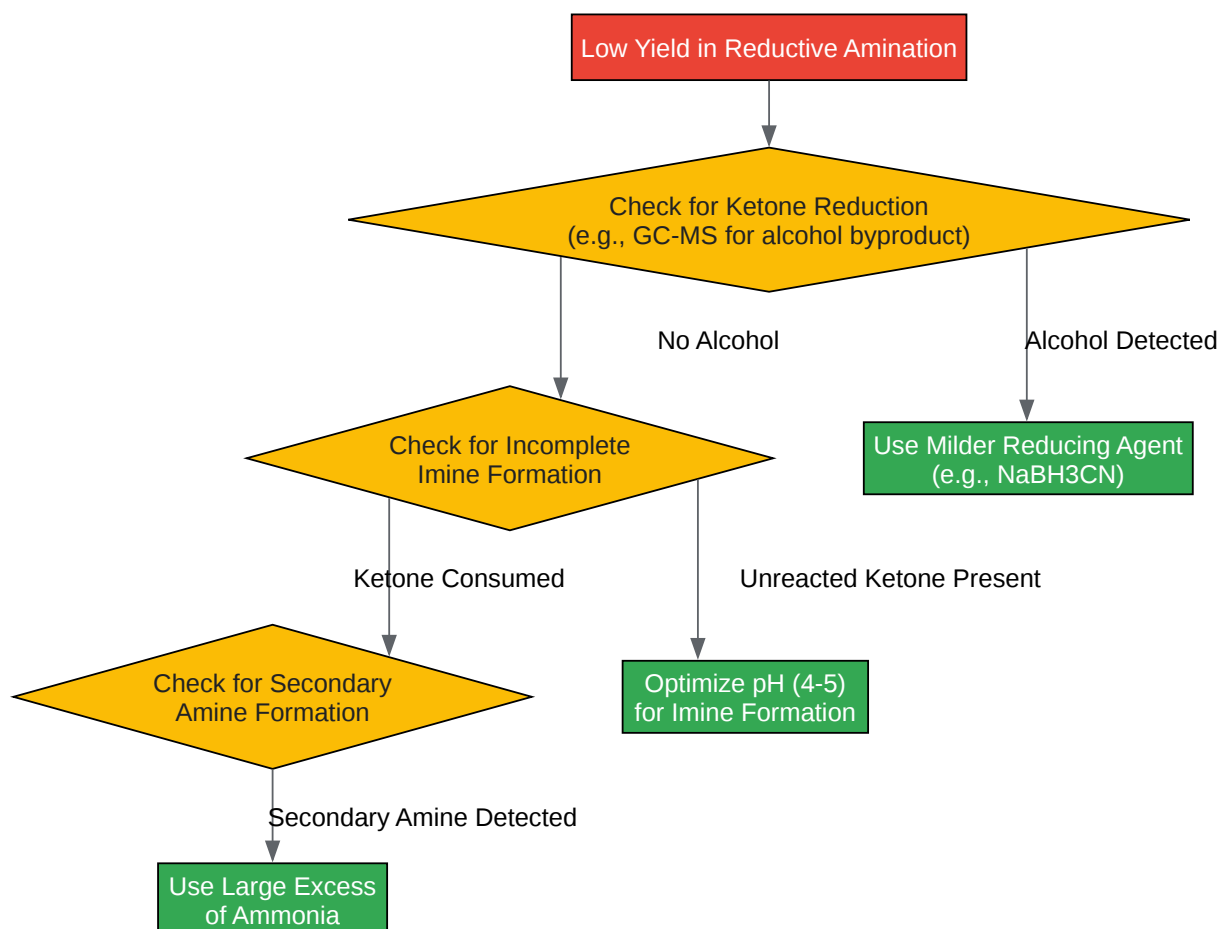 Low Yield in Reductive Amination
Check for Ketone Reduction
(e.g., GC-MS for alcohol byproduct)
No Alcohol
Alcohol Detected
Check for Incomplete
Imine Formation
Use Milder Reducing Agent
(e.g., NaBH3CN)
Ketone Consumed
Unreacted Ketone Present
Check for Secondary
Amine Formation
Optimize pH (4-5)
for Imine Formation
Secondary Amine Detected
Use Large Excess
of Ammonia